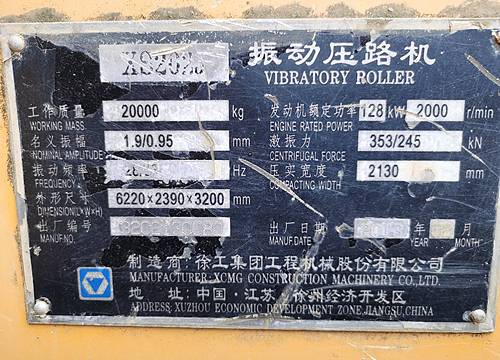 XS202J 振动压路机
VIBRATORY ROLLER
工作质量 20000 kg 发动机额定功率 128 kW 2000 r/min
WORKING MASS ENGINE RATED POWER
名义振幅 1.9/0.95 mm 激振力 353/245 kN
NOMINAL AMPLITUDE CENTRIFUGAL FORCE
振动频率 Hz 压实宽度 2130 mm
FREQUENCY COMPACTING WIDTH
外形尺寸 6220×2390×3200 mm
DIMENSION(L×W×H)
出厂编号 出厂日期 年 月
MANUF.NO. MANUF.DATE YEAR MONTH
制造商:徐工集团工程机械股份有限公司
MANUFACTURER:XCMG CONSTRUCTION MACHINERY CO.,LTD.
地 址:中国·江苏 徐州经济开发区
ADDRESS:XUZHOU ECONOMIC DEVELOPMENT ZONE,JIANGSU,CHINA